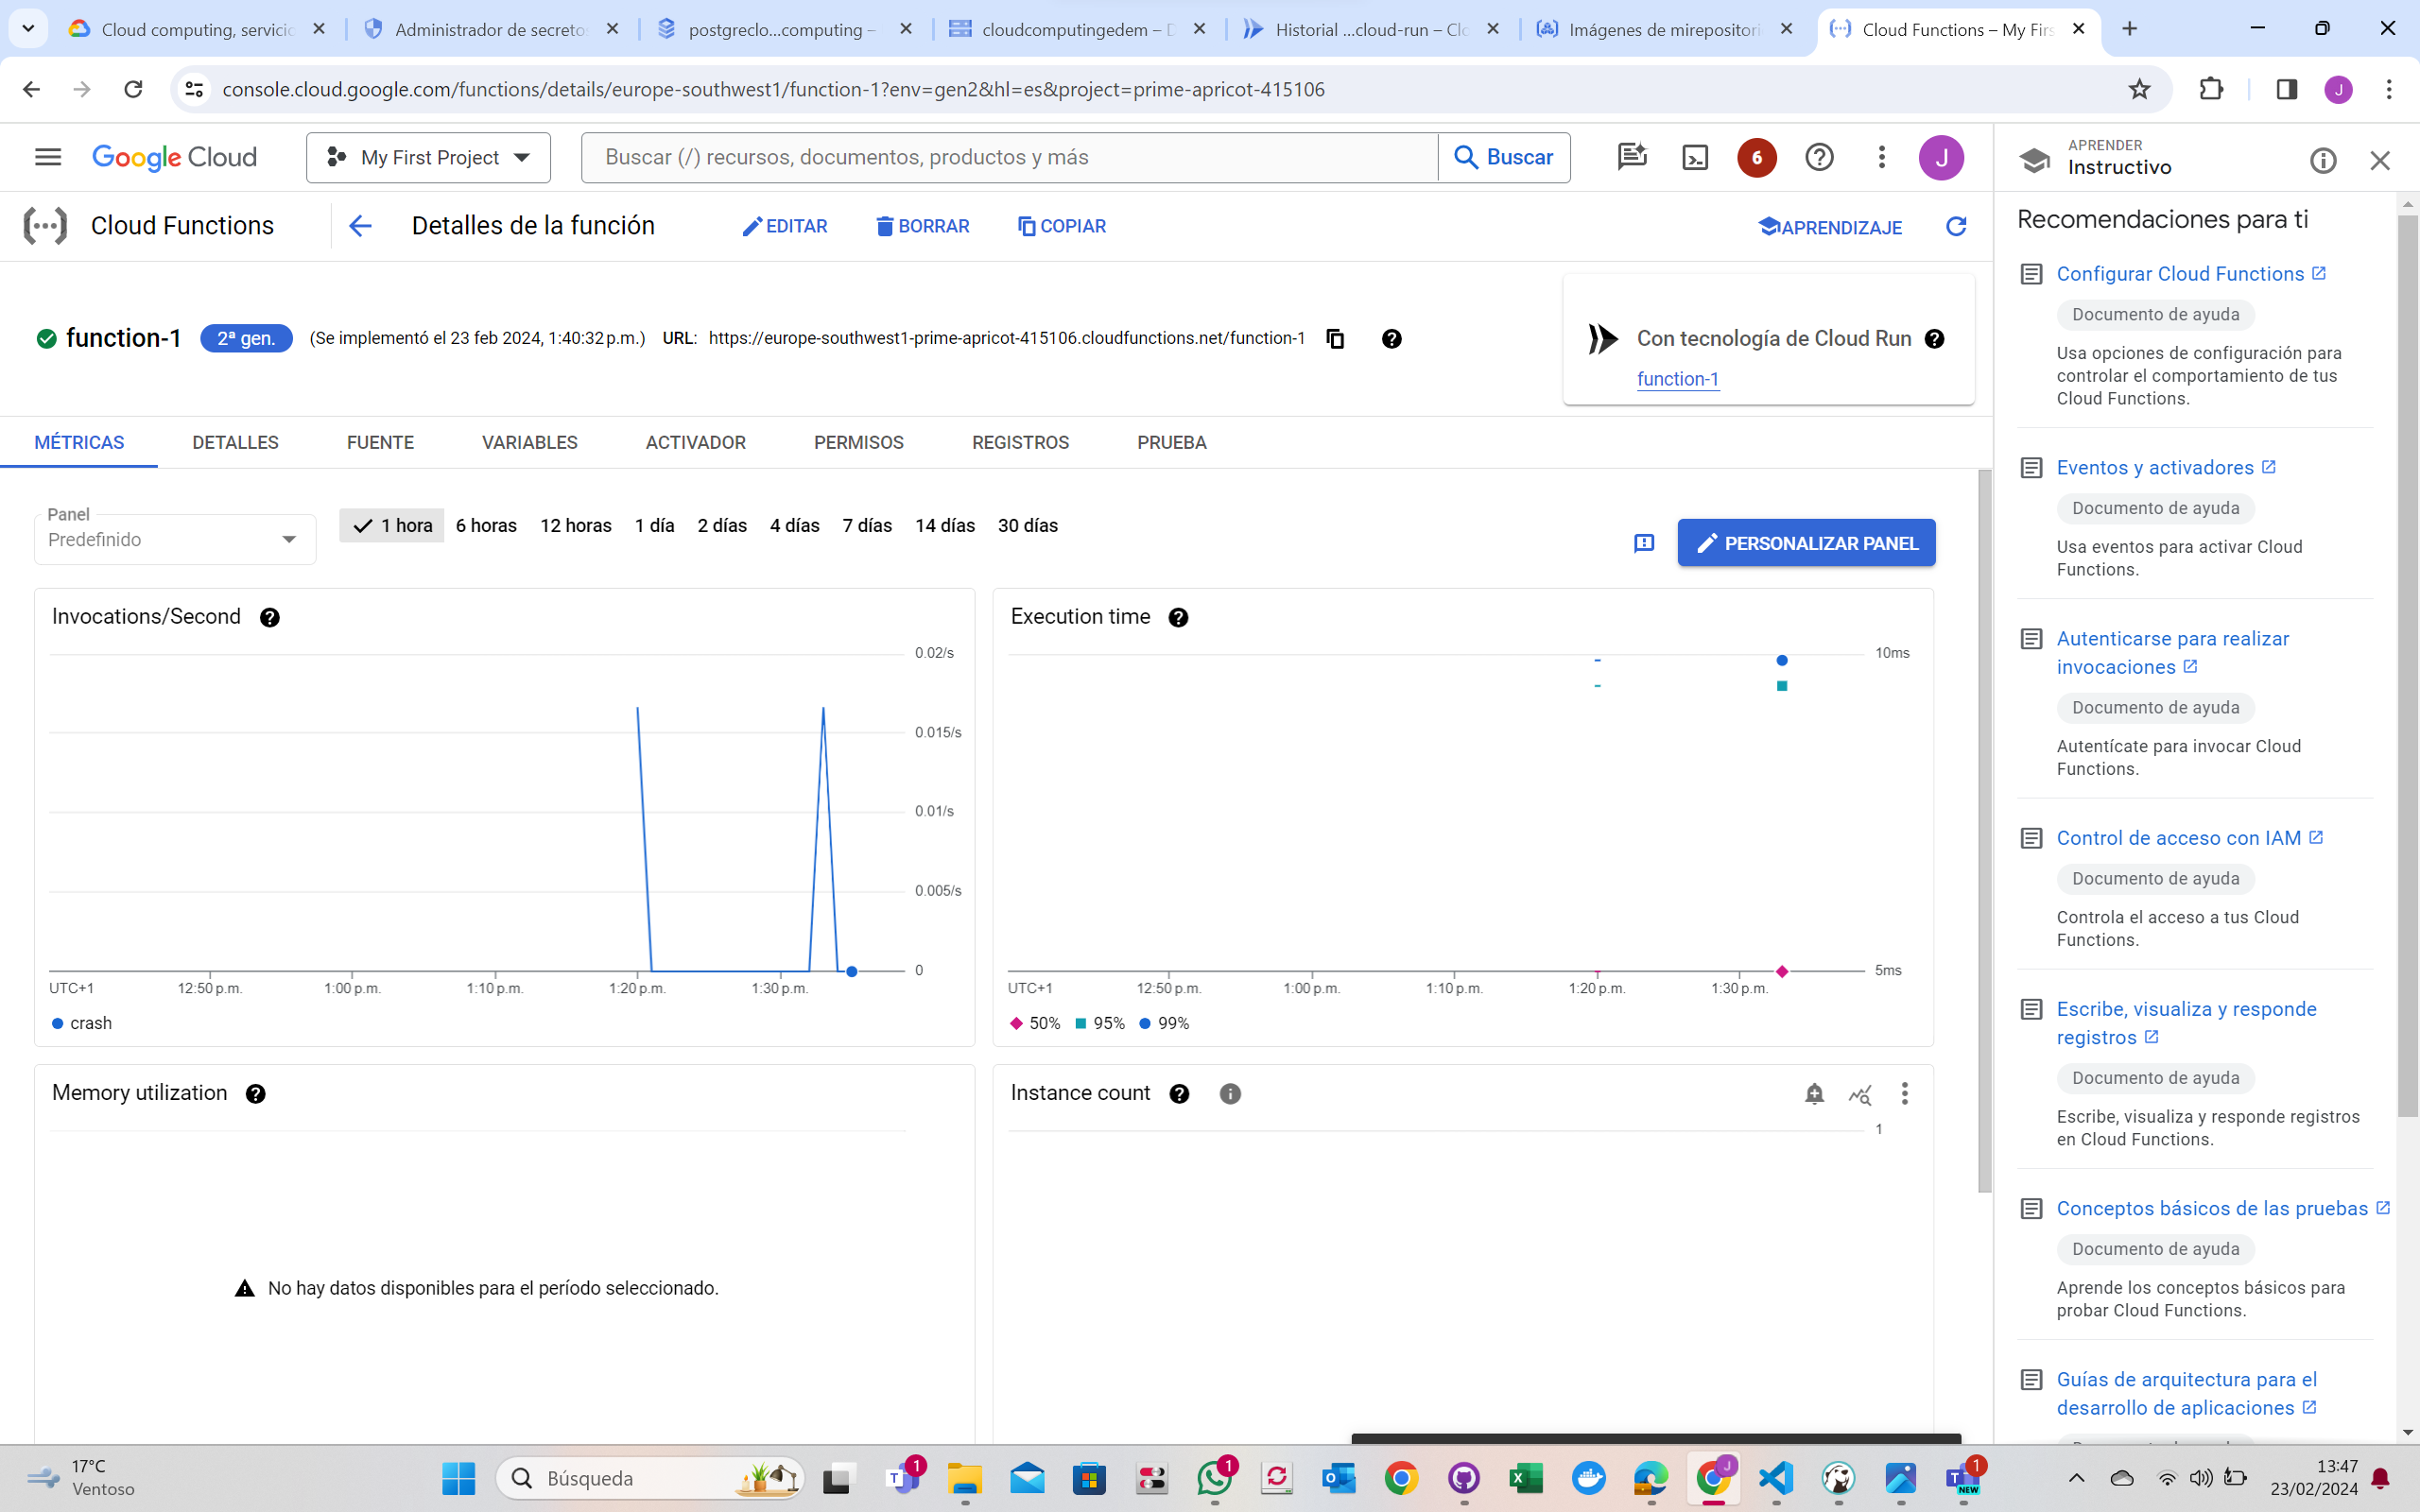 Cloud computing, servicio
Administrador de secretos
postgreclo...computing –
cloudcomputingedem – D
Historial ...cloud-run – Clo
Imágenes de mirepositori
Cloud Functions – My Firs
console.cloud.google.com/functions/details/europe-southwest1/function-1?env=gen2&hl=es&project=prime-apricot-415106
J
Google Cloud
My First Project
Buscar (/) recursos, documentos, productos y más
Buscar
6
J
APRENDER
Instructivo
Cloud Functions
Detalles de la función
EDITAR
BORRAR
COPIAR
APRENDIZAJE
function-1
2ª gen.
(Se implementó el 23 feb 2024, 1:40:32 p.m.)
URL: https://europe-southwest1-prime-apricot-415106.cloudfunctions.net/function-1
Con tecnología de Cloud Run
function-1
MÉTRICAS
DETALLES
FUENTE
VARIABLES
ACTIVADOR
PERMISOS
REGISTROS
PRUEBA
Panel
Predefinido
1 hora
6 horas
12 horas
1 día
2 días
4 días
7 días
14 días
30 días
PERSONALIZAR PANEL
Invocations/Second
0.02/s
0.015/s
0.01/s
0.005/s
0
UTC+1
12:50 p.m.
1:00 p.m.
1:10 p.m.
1:20 p.m.
1:30 p.m.
crash
Execution time
10ms
5ms
UTC+1
12:50 p.m.
1:00 p.m.
1:10 p.m.
1:20 p.m.
1:30 p.m.
50%
95%
99%
Memory utilization
No hay datos disponibles para el período seleccionado.
Instance count
1
Recomendaciones para ti
Configurar Cloud Functions
Documento de ayuda
Usa opciones de configuración para
controlar el comportamiento de tus
Cloud Functions.
Eventos y activadores
Documento de ayuda
Usa eventos para activar Cloud
Functions.
Autenticarse para realizar
invocaciones
Documento de ayuda
Autentícate para invocar Cloud
Functions.
Control de acceso con IAM
Documento de ayuda
Controla el acceso a tus Cloud
Functions.
Escribe, visualiza y responde
registros
Documento de ayuda
Escribe, visualiza y responde registros
en Cloud Functions.
Conceptos básicos de las pruebas
Documento de ayuda
Aprende los conceptos básicos para
probar Cloud Functions.
Guías de arquitectura para el
desarrollo de aplicaciones
17°C
Ventoso
Búsqueda
1
1
J
1
NEW
13:47
23/02/2024